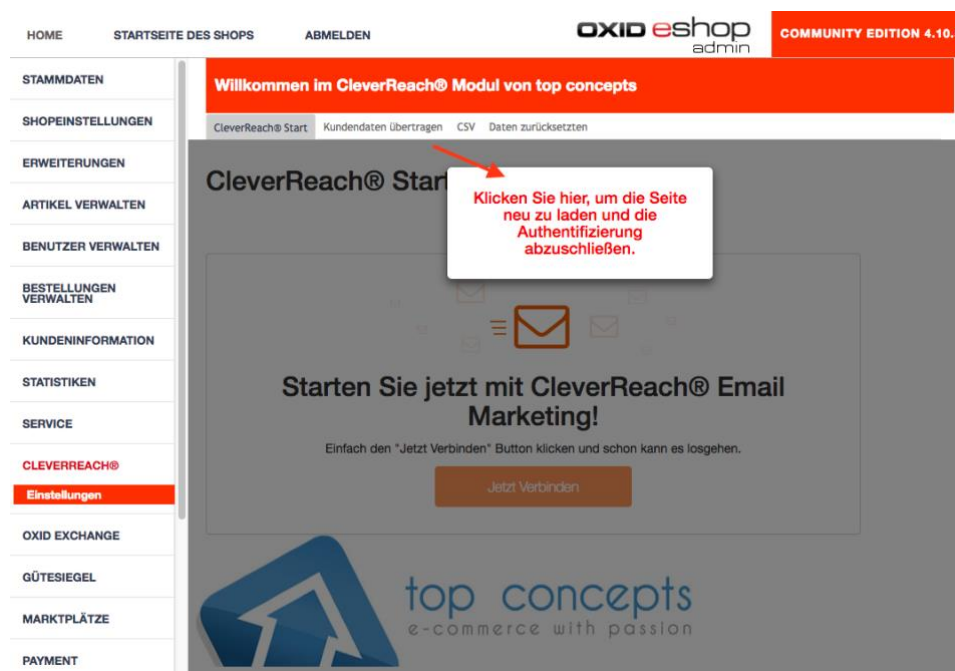 HOME STARTSEITE DES SHOPS ABMELDEN
OXID eshop
admin
COMMUNITY EDITION 4.10.
STAMMDATEN
SHOPEINSTELLUNGEN
ERWEITERUNGEN
ARTIKEL VERWALTEN
BENUTZER VERWALTEN
BESTELLUNGEN
VERWALTEN
KUNDENINFORMATION
STATISTIKEN
SERVICE
CLEVERREACH®
Einstellungen
OXID EXCHANGE
GÜTESIEGEL
MARKTPLÄTZE
PAYMENT
Willkommen im CleverReach® Modul von top concepts
CleverReach® Start Kundendaten übertragen CSV Daten zurücksetzten
CleverReach® Start
Klicken Sie hier, um die Seite
neu zu laden und die
Authentifizierung
abzuschließen.
Starten Sie jetzt mit CleverReach® Email
Marketing!
Einfach den "Jetzt Verbinden" Button klicken und schon kann es losgehen.
Jetzt Verbinden
top concepts
e-commerce with passion